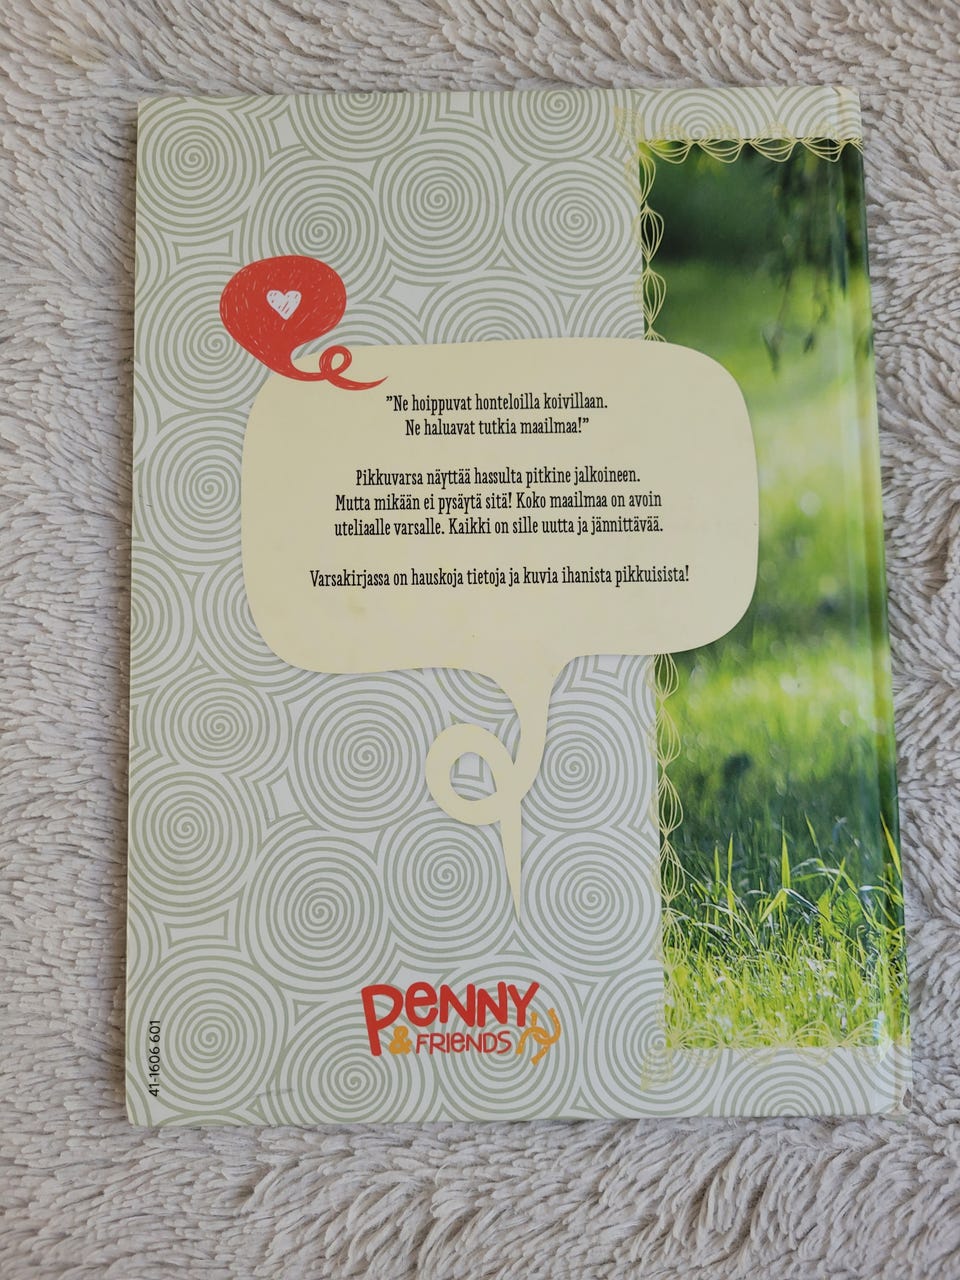 ”Ne hoippuvat honteloilla koivillaan.
Ne haluavat tutkia maailmaa!”
Pikkuvarsa näyttää hassulta pitkine jalkoineen.
Mutta mikään ei pysäytä sitä! Koko maailmaa on avoin
uteliaalle varsalle. Kaikki on sille uutta ja jännittävää.
Varsakirjassa on hauskoja tietoja ja kuvia ihanista pikkuisista!
PENNY
& FRIENDS
41-1606 601